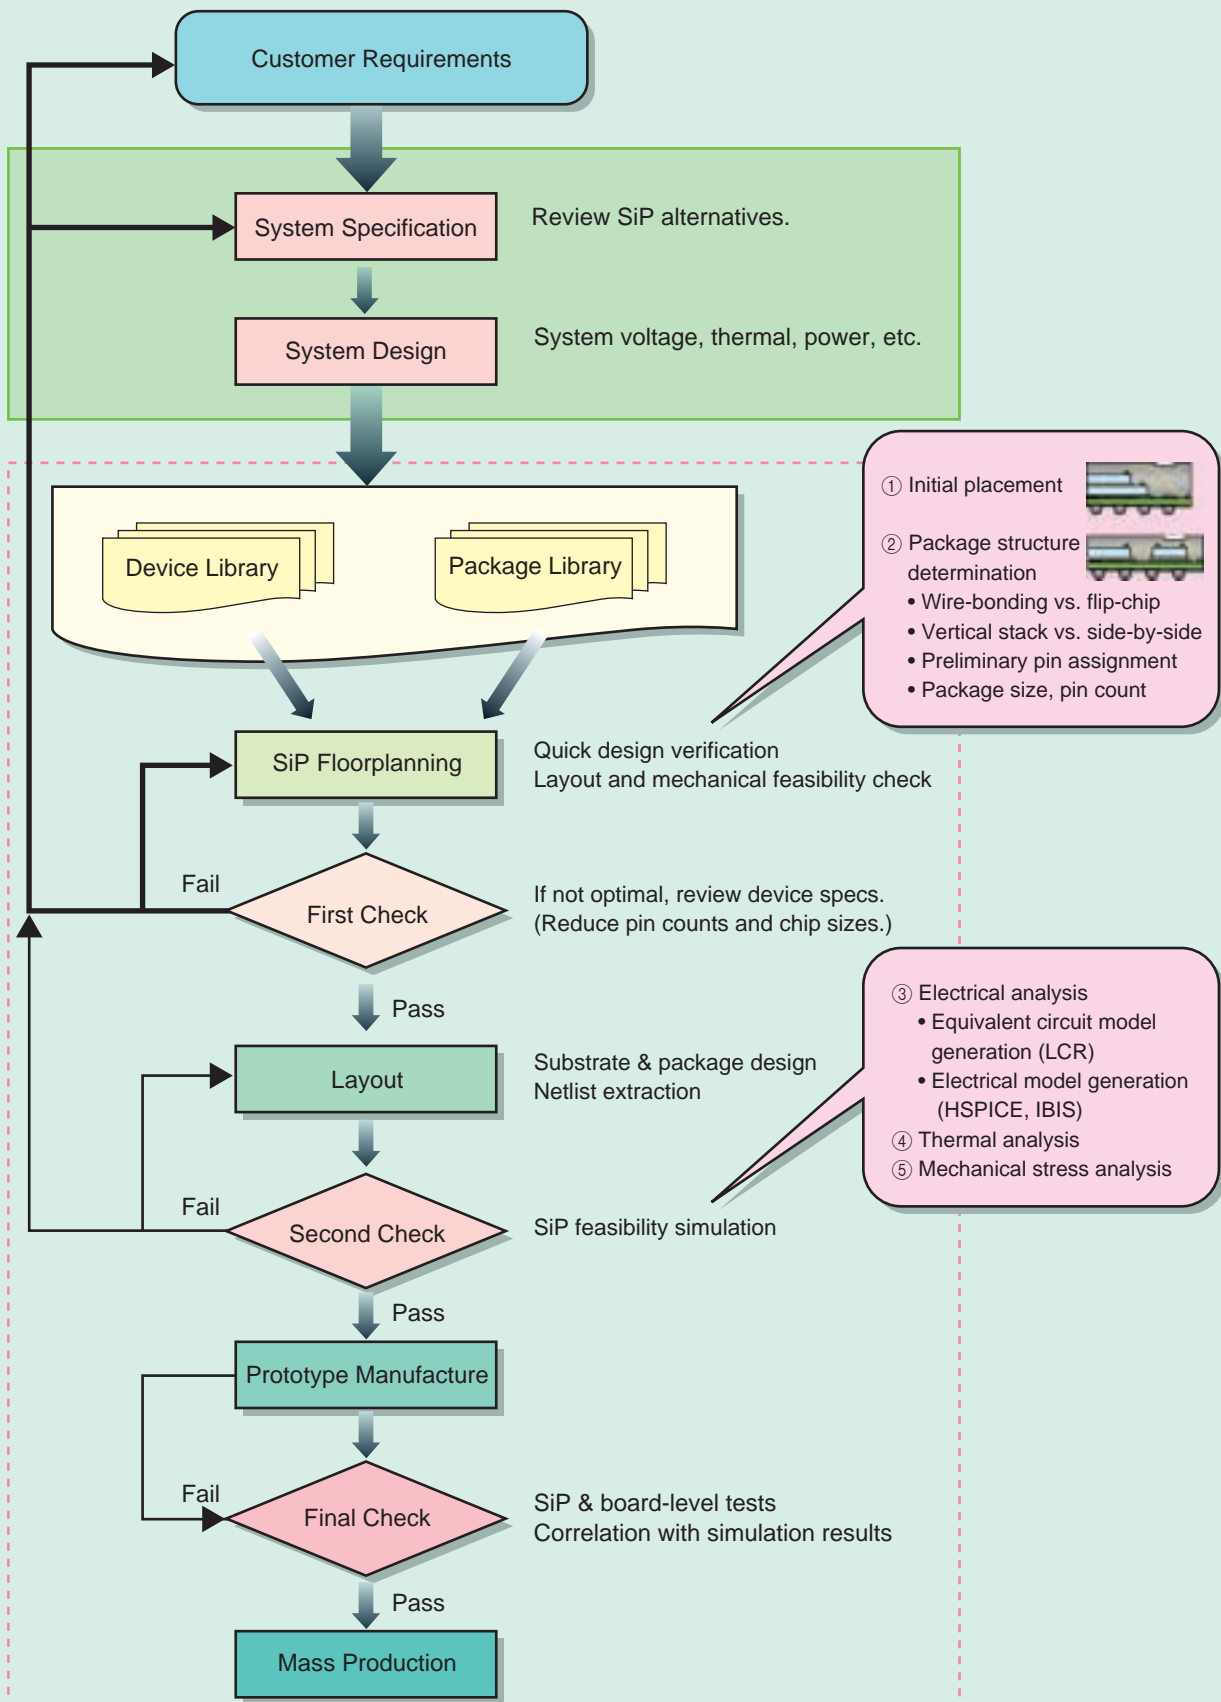 Customer Requirements
System Specification
Review SiP alternatives.
System Design
System voltage, thermal, power, etc.
Device Library
Package Library
① Initial placement
② Package structure
determination
• Wire-bonding vs. flip-chip
• Vertical stack vs. side-by-side
• Preliminary pin assignment
• Package size, pin count
SiP Floorplanning
Quick design verification
Layout and mechanical feasibility check
Fail
First Check
If not optimal, review device specs.
(Reduce pin counts and chip sizes.)
Pass
③ Electrical analysis
• Equivalent circuit model
generation (LCR)
• Electrical model generation
(HSPICE, IBIS)
④ Thermal analysis
⑤ Mechanical stress analysis
Layout
Substrate & package design
Netlist extraction
Fail
Second Check
SiP feasibility simulation
Pass
Prototype Manufacture
Fail
Final Check
SiP & board-level tests
Correlation with simulation results
Pass
Mass Production